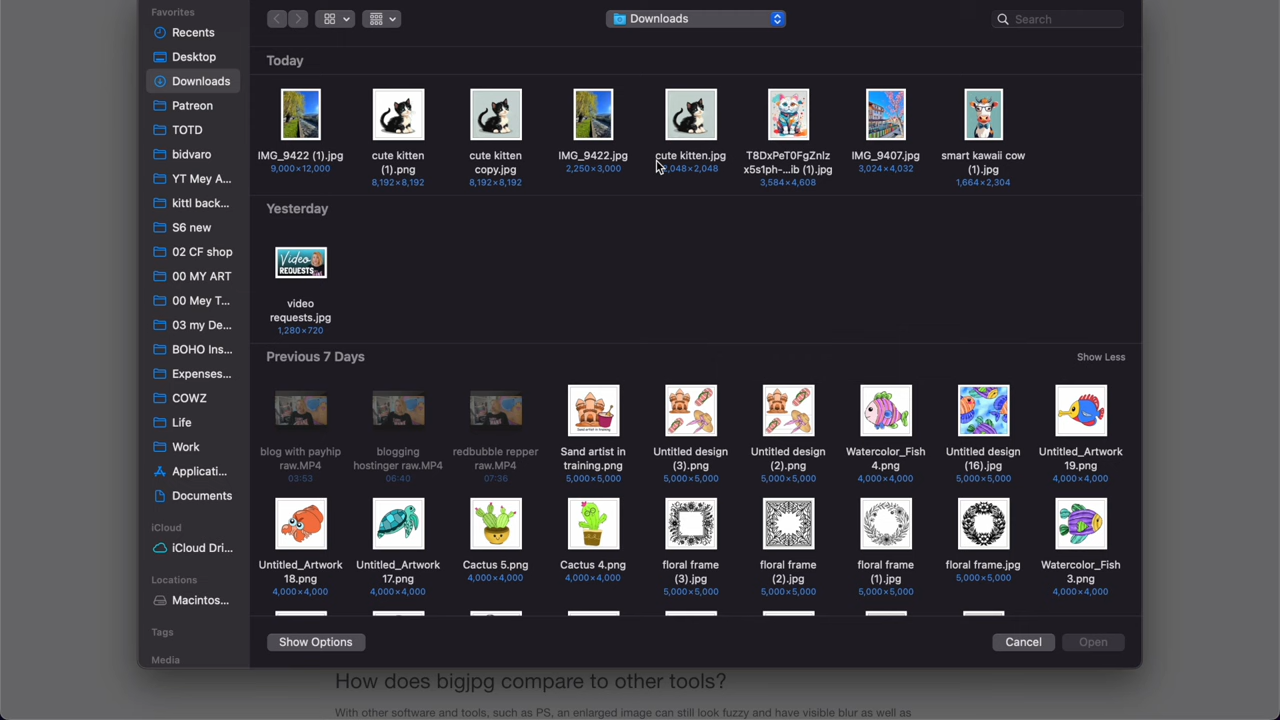 Favorites
Recents
Desktop
Downloads
Patreon
TOTD
bidvaro
YT Mey A...
kittl back...
S6 new
02 CF shop
00 MY ART
00 Mey T...
03 my De...
BOHO Ins...
Expenses...
COWZ
Life
Work
Applicati...
Documents
iCloud
iCloud Dri...
Locations
Macintos...
Tags
Media
Downloads
Search
Today
IMG_9422 (1).jpg
9,000×12,000
cute kitten
(1).png
8,192×8,192
cute kitten
copy.jpg
8,192×8,192
IMG_9422.jpg
2,250×3,000
cute kitten.jpg
2,048×2,048
T8DxPeT0FgZnlz
x5s1ph-...ib (1).jpg
3,584×4,608
IMG_9407.jpg
3,024×4,032
smart kawaii cow
(1).jpg
1,664×2,304
Yesterday
Video
REQUESTS
video
requests.jpg
1,280×720
Previous 7 Days
Show Less
blog with payhip
raw.MP4
03:53
blogging
hostinger raw.MP4
06:40
redbubble repper
raw.MP4
07:36
Sand artist in training
Sand artist in
training.png
5,000×5,000
Untitled design
(3).png
5,000×5,000
Untitled design
(2).png
5,000×5,000
Watercolor_Fish
4.png
4,000×4,000
Untitled design
(16).jpg
5,000×5,000
Untitled_Artwork
19.png
4,000×4,000
Untitled_Artwork
18.png
4,000×4,000
Untitled_Artwork
17.png
4,000×4,000
Cactus 5.png
4,000×4,000
Cactus 4.png
4,000×4,000
floral frame
(3).jpg
5,000×5,000
floral frame
(2).jpg
5,000×5,000
floral frame
(1).jpg
5,000×5,000
floral frame.jpg
5,000×5,000
Watercolor_Fish
3.png
4,000×4,000
Show Options
Cancel
Open
How does bigjpg compare to other tools?
With other software and tools, such as PS, an enlarged image can still look fuzzy and have visible blur as well as